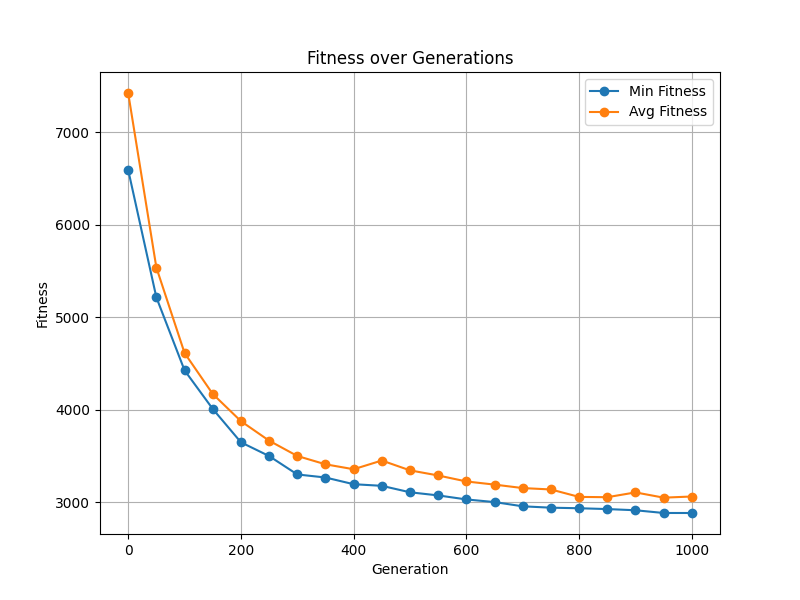 Fitness over Generations
Min Fitness
Avg Fitness
7000
6000
5000
4000
3000
Fitness
0 200 400 600 800 1000
Generation